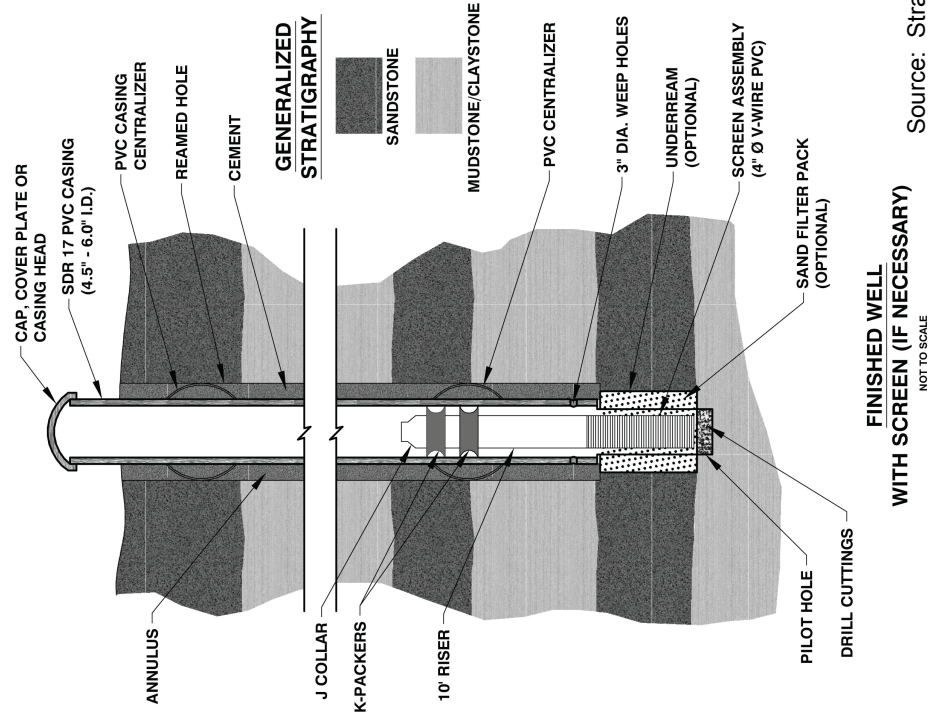 CAP, COVER PLATE OR
CASING HEAD
SDR 17 PVC CASING
(4.5" - 6.0" I.D.)
PVC CASING
CENTRALIZER
REAMED HOLE
CEMENT
GENERALIZED
STRATIGRAPHY
SANDSTONE
MUDSTONE/CLAYSTONE
PVC CENTRALIZER
3" DIA. WEEP HOLES
UNDERREAM
(OPTIONAL)
SCREEN ASSEMBLY
(4" Ø V-WIRE PVC)
SAND FILTER PACK
(OPTIONAL)
ANNULUS
J COLLAR
K-PACKERS
10' RISER
PILOT HOLE
DRILL CUTTINGS
FINISHED WELL
WITH SCREEN (IF NECESSARY)
NOT TO SCALE
Source: Stra